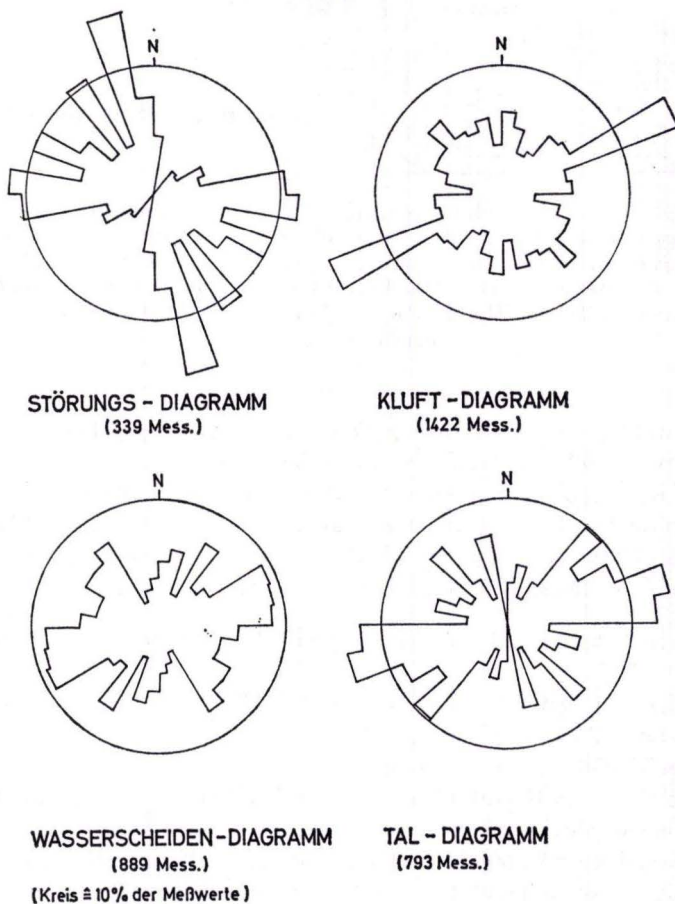 N
N
STÖRUNGS - DIAGRAMM
(339 Mess.)
KLUFT - DIAGRAMM
(1422 Mess.)
N
N
WASSERSCHEIDEN - DIAGRAMM
(889 Mess.)
(Kreis ≙ 10% der Meßwerte)
TAL - DIAGRAMM
(793 Mess.)